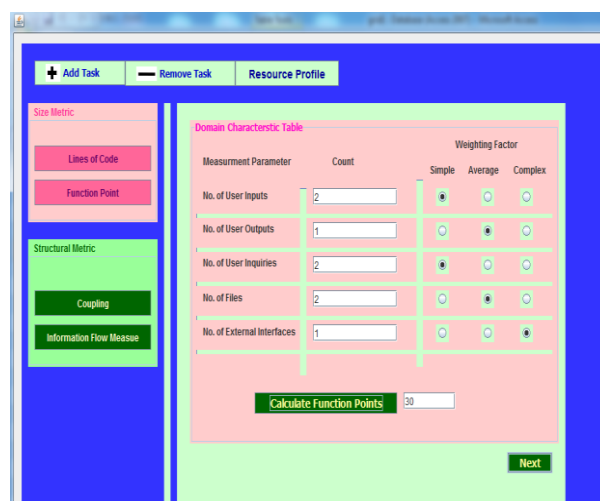 Add Task
Remove Task
Resource Profile
Size Metric
Lines of Code
Function Point
Structural Metric
Coupling
Information Flow Measue
Domain Characterstic Table
Weighting Factor
Measurment Parameter
Count
Simple
Average
Complex
No. of User Inputs
2
No. of User Outputs
1
No. of User Inquiries
2
No. of Files
2
No. of External Interfaces
1
Calculate Function Points
30
Next